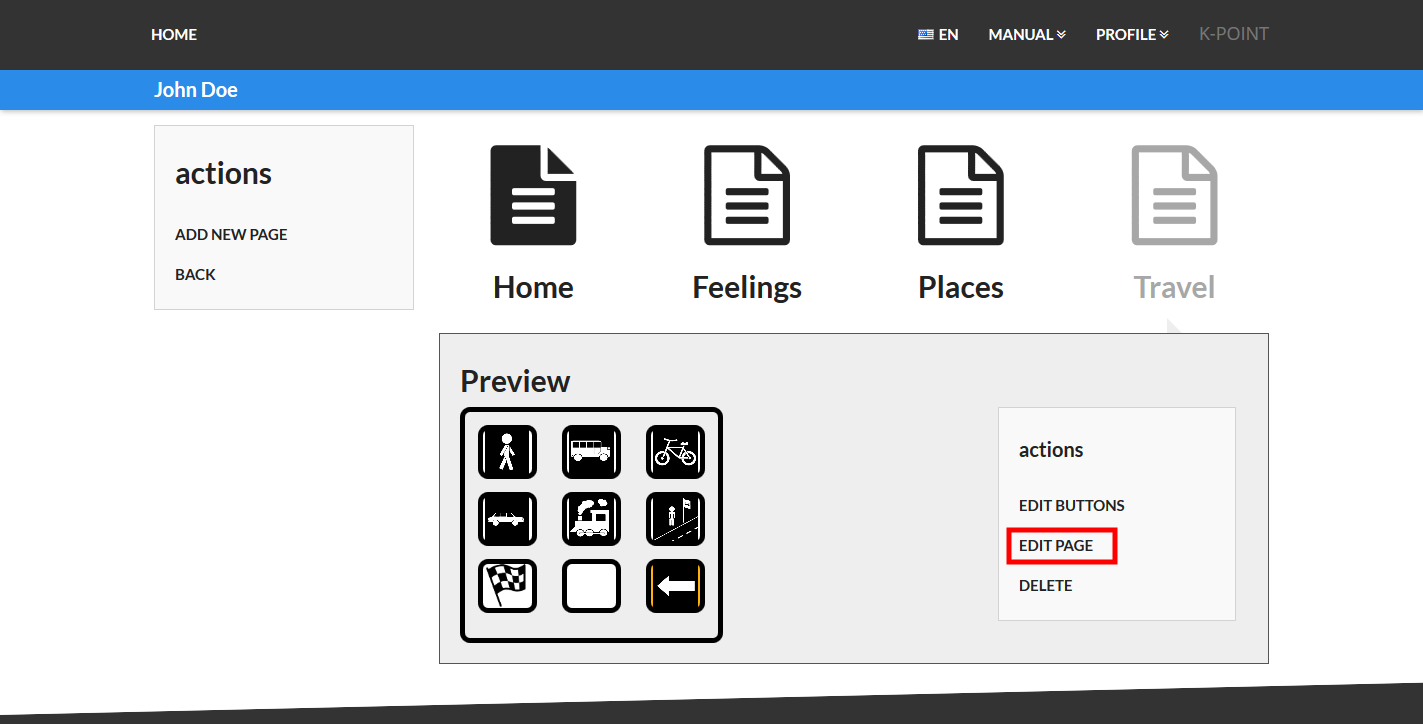 HOME
EN
MANUAL
PROFILE
K-POINT
John Doe
actions
ADD NEW PAGE
BACK
Home
Feelings
Places
Travel
Preview
actions
EDIT BUTTONS
EDIT PAGE
DELETE